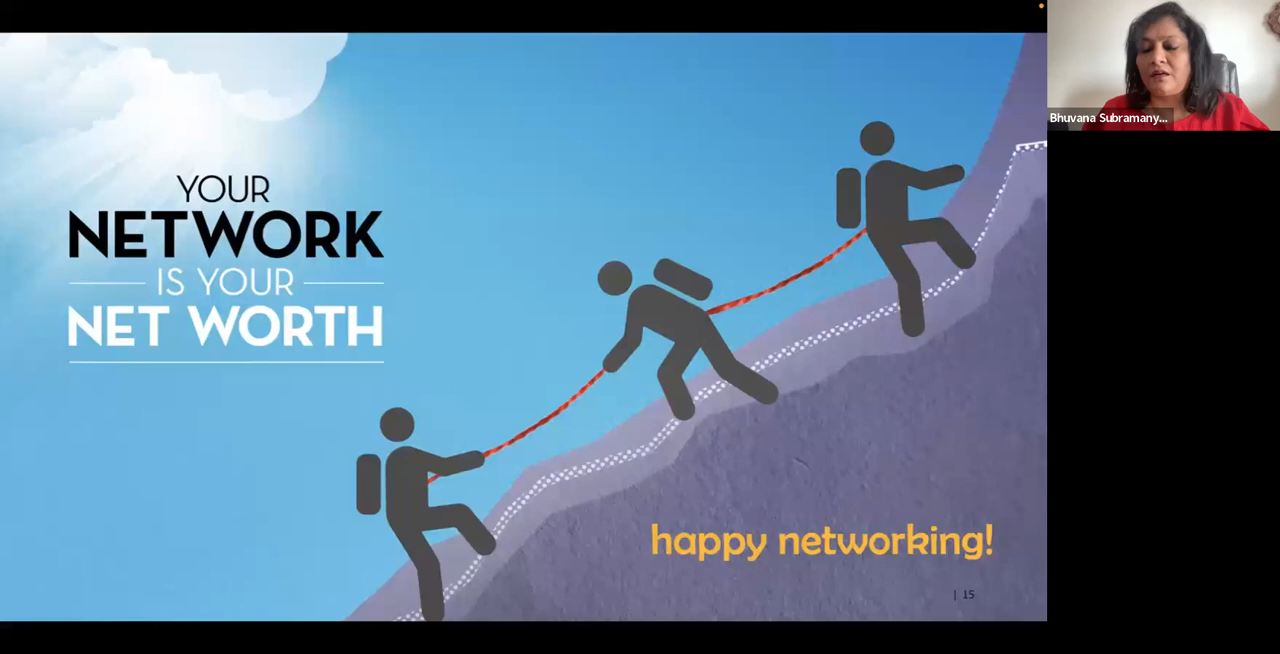 YOUR
NETWORK
IS YOUR
NET WORTH
happy networking!
| 15
Bhuvana Subramany...